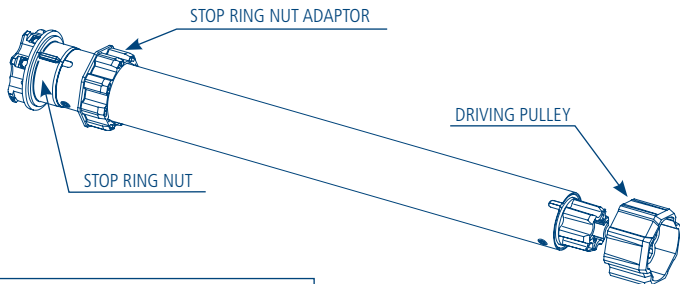 STOP RING NUT ADAPTOR
DRIVING PULLEY
STOP RING NUT